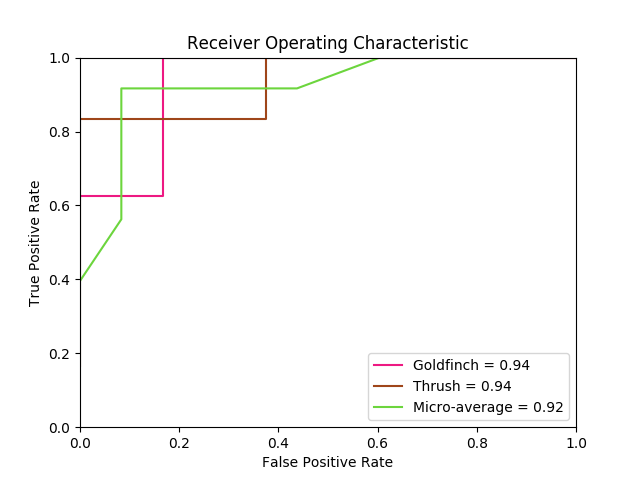 Receiver Operating Characteristic
True Positive Rate
1.0
0.8
0.6
0.4
0.2
0.0
0.0 0.2 0.4 0.6 0.8 1.0
False Positive Rate
Goldfinch = 0.94
Thrush = 0.94
Micro-average = 0.92